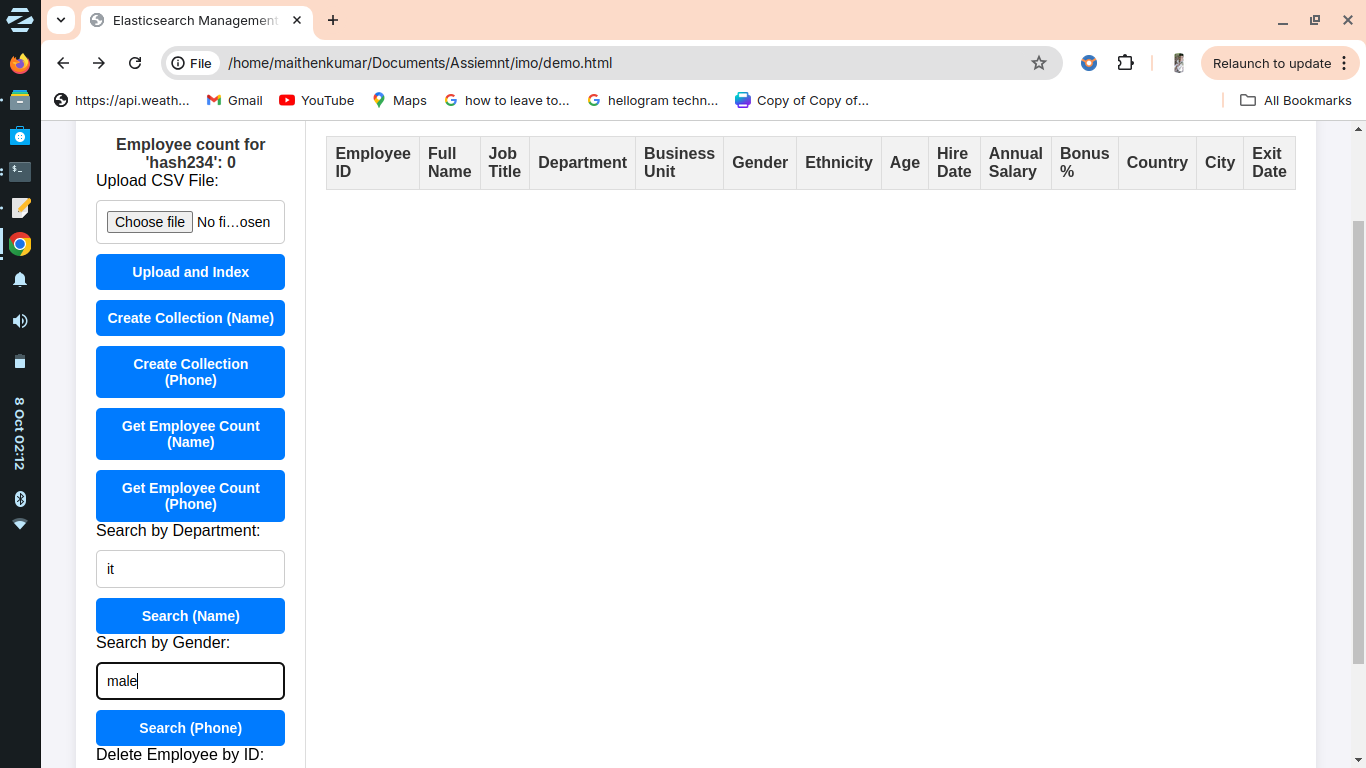 Elasticsearch Management
File
/home/maithenkumar/Documents/Assiemnt/imo/demo.html
Relaunch to update
https://api.weath...
Gmail
YouTube
Maps
how to leave to...
hellogram techn...
Copy of Copy of...
All Bookmarks
8 Oct 02:12
Employee count for
'hash234': 0
Upload CSV File:
Choose file No fi...osen
Upload and Index
Create Collection (Name)
Create Collection
(Phone)
Get Employee Count
(Name)
Get Employee Count
(Phone)
Search by Department:
it
Search (Name)
Search by Gender:
male
Search (Phone)
Delete Employee by ID:
Employee
ID
Full
Name
Job
Title
Department
Business
Unit
Gender
Ethnicity
Age
Hire
Date
Annual
Salary
Bonus
%
Country
City
Exit
Date